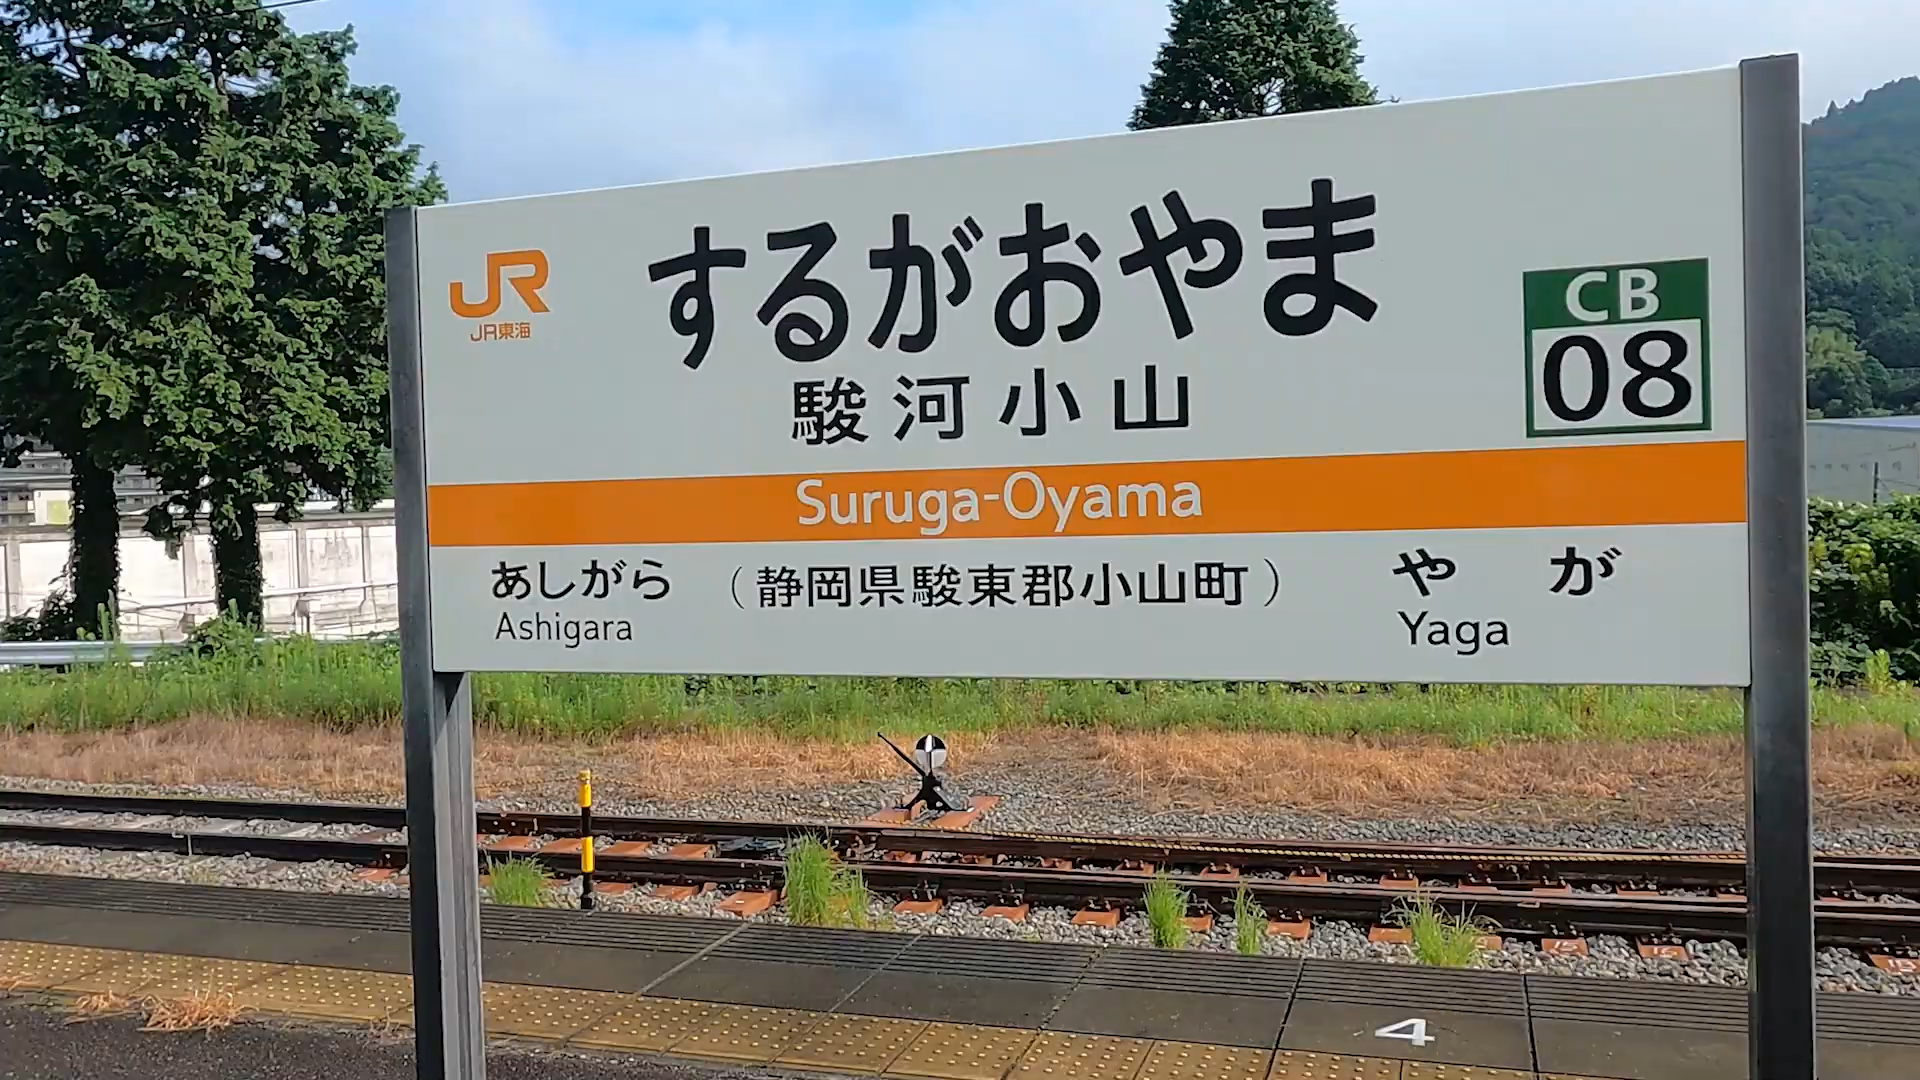 JR
JR東海
するがおやま
駿河小山
CB
08
Suruga-Oyama
あしがら
Ashigara
（静岡県駿東郡小山町）
やが
Yaga
4